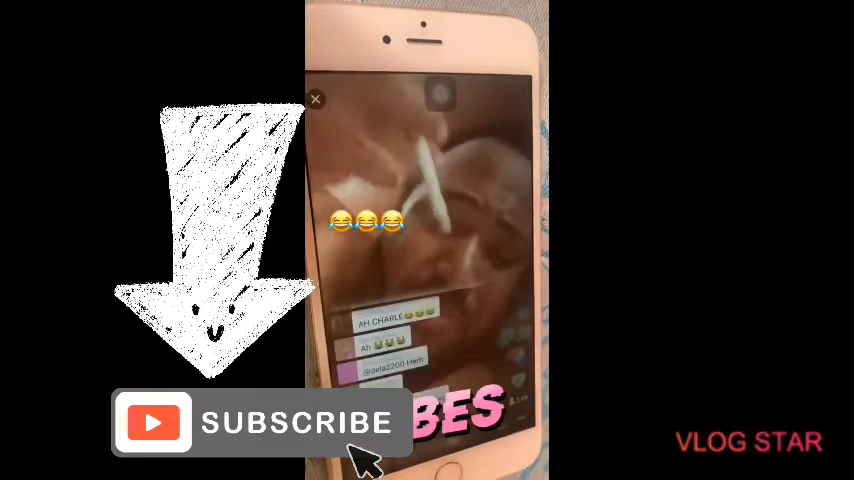 😂😂😂
AH CHARLE😂😂😂
Ah 😹😹😹
@dela2200 Herh
SUBSCRIBE
BES
VLOG STAR